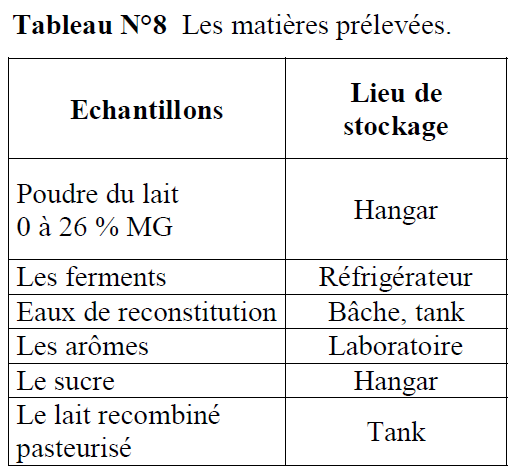 Tableau N°8 Les matières prélevées.
Echantillons
Lieu de
stockage
Poudre du lait
0 à 26 % MG
Hangar
Les ferments
Réfrigérateur
Eaux de reconstitution
Bâche, tank
Les arômes
Laboratoire
Le sucre
Hangar
Le lait recombiné
pasteurisé
Tank